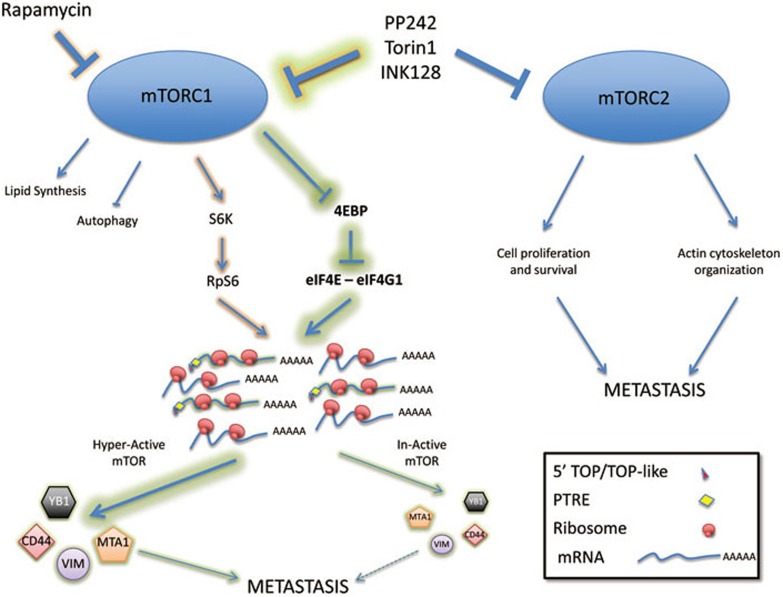 Rapamycin
PP242
Torin1
INK128
mTORC1
mTORC2
Lipid Synthesis
Autophagy
S6K
4EBP
RpS6
eIF4E – eIF4G1
Cell proliferation
and survival
Actin cytoskeleton
organization
METASTASIS
AAAAA
AAAAA
AAAAA
AAAAA
AAAAA
AAAAA
AAAAA
Hyper-Active
mTOR
In-Active
mTOR
YB1
CD44
VIM
MTA1
YB1
MTA1
VIM
CD44
METASTASIS
5' TOP/TOP-like
PTRE
Ribosome
mRNA
AAAAA